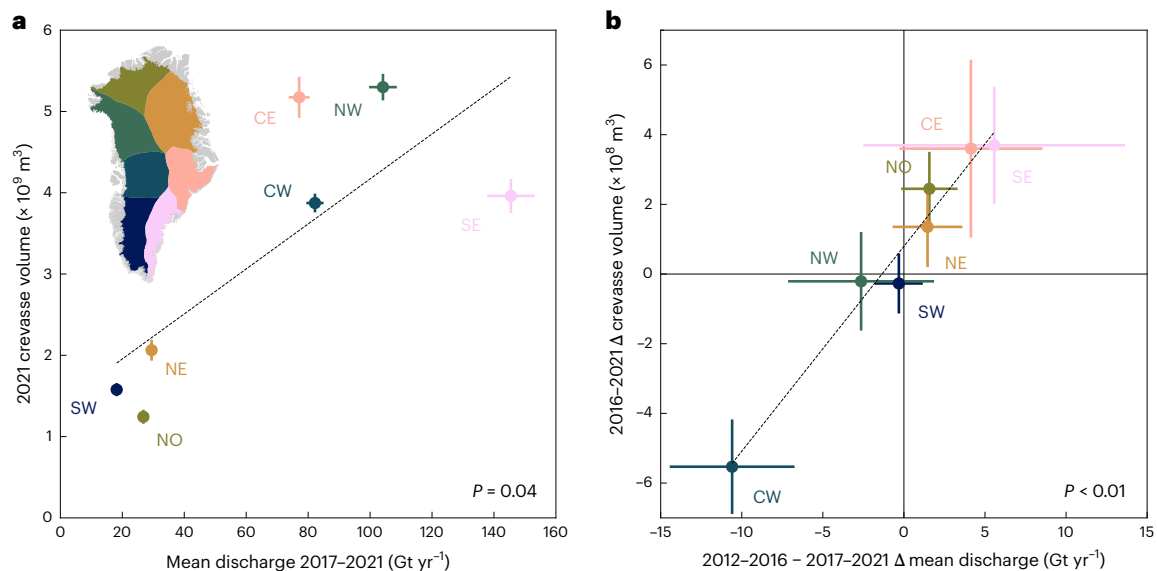 a
2021 crevasse volume (× 10⁹ m³)
6
5
4
3
2
1
0
CE
NW
CW
SE
NE
SW
NO
P = 0.04
0 20 40 60 80 100 120 140 160
Mean discharge 2017–2021 (Gt yr⁻¹)
b
2016–2021 Δ crevasse volume (× 10⁸ m³)
6
4
2
0
−2
−4
−6
CE
NO
SE
NE
NW
SW
CW
P < 0.01
−15 −10 −5 0 5 10 15
2012–2016 − 2017–2021 Δ mean discharge (Gt yr⁻¹)